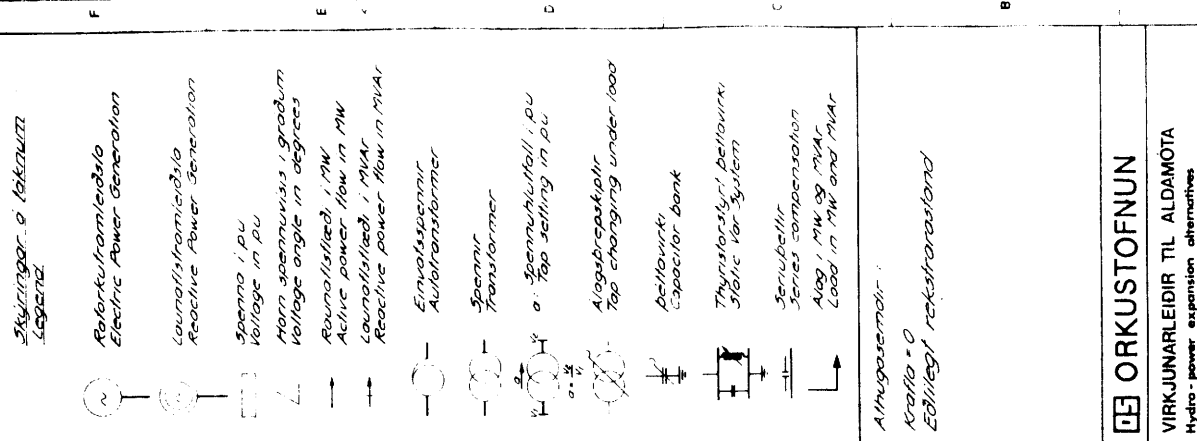 F
E
D
C
B
Skýringar á táknum
Legend
Raforkuframleiðsla
Electric Power Generation
Launaflsframleiðsla
Reactive Power Generation
Spenna í pu
Voltage in pu
Horn spennuvísis í gráðum
Voltage angle in degrees
Raunaflsflæði í MW
Active power flow in MW
Launaflsflæði í MVAr
Reactive power flow in MVAr
Einvafsspennir
Autotransformer
Spennir
Transformer
a: Spennuhlutfall í pu
Tap setting in pu
Álagsþrepskiptir
Tap changing under load
Þéttavirki
Capacitor bank
Thyristorstýrt þéttavirki
Static Var System
Seríuþéttir
Series compensation
Álag í MW og MVAr
Load in MW and MVAr
Athugasemdir:
Krafla = 0
Eðlilegt rekstrarástand
ORKUSTOFNUN
VIRKJUNARLEIÐIR TIL ALDAMÓTA
Hydro - power expansion alternatives